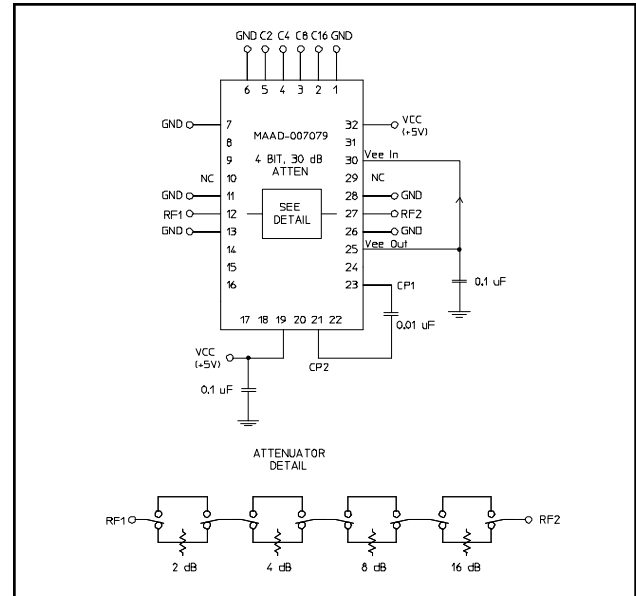 GND C2 C4 C8 C16 GND
6 5 4 3 2 1
GND 7
MAAD-007079
32 VCC
(+5V)
8
31
9
4 BIT, 30 dB
ATTEN
30 Vee In
NC 10
29 NC
GND 11
28 GND
RF1 12
SEE
DETAIL
27 RF2
GND 13
26 GND
14
25 Vee Out
15
24
16
23 CP1
0.1 uF
17 18 19 20 21 22
0.01 uF
VCC
(+5V)
CP2
0.1 uF
ATTENUATOR
DETAIL
RF1
RF2
2 dB 4 dB 8 dB 16 dB